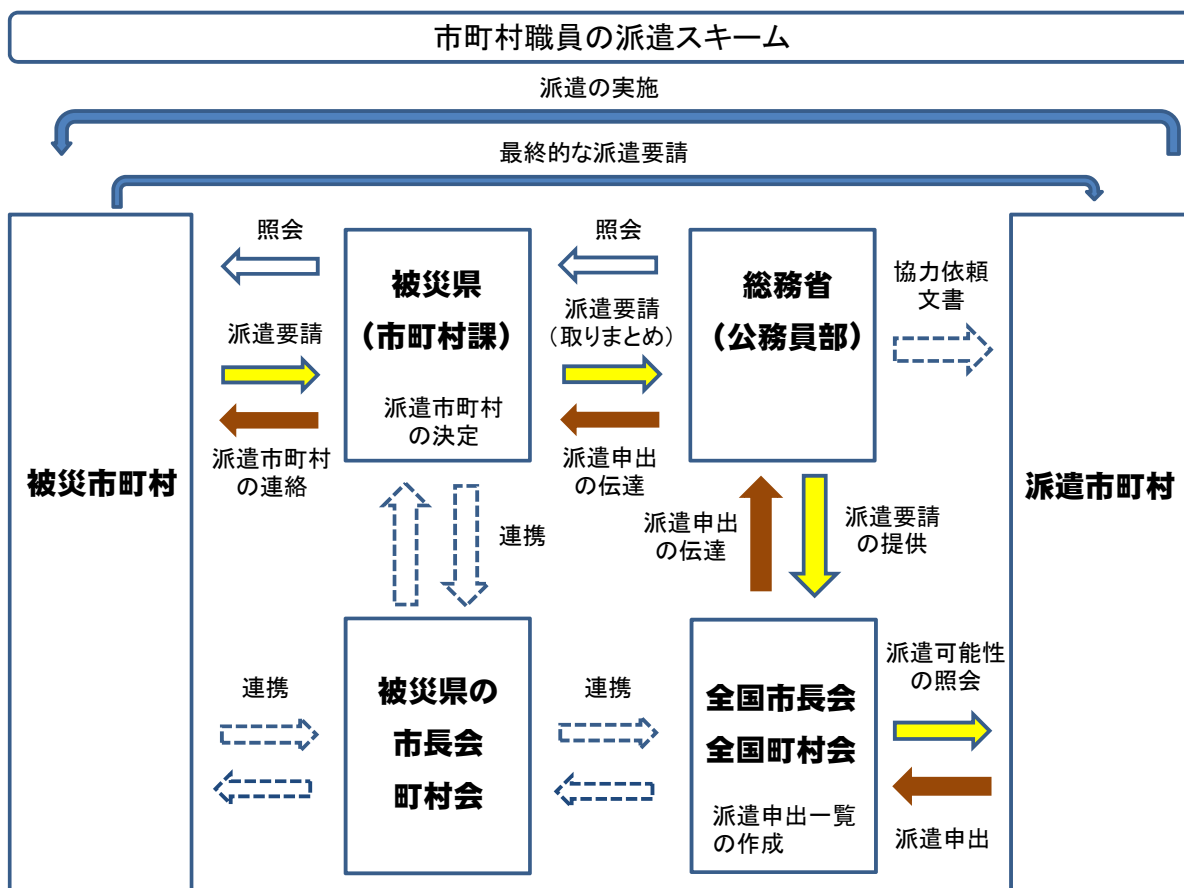 市町村職員の派遣スキーム
派遣の実施
最終的な派遣要請
被災市町村
照会
派遣要請
派遣市町村
の連絡
被災県
（市町村課）
派遣市町村
の決定
照会
派遣要請
（取りまとめ）
派遣申出
の伝達
総務省
（公務員部）
協力依頼
文書
派遣市町村
連携
派遣申出
の伝達
派遣要請
の提供
連携
被災県の
市長会
町村会
連携
全国市長会
全国町村会
派遣申出一覧
の作成
派遣可能性
の照会
派遣申出